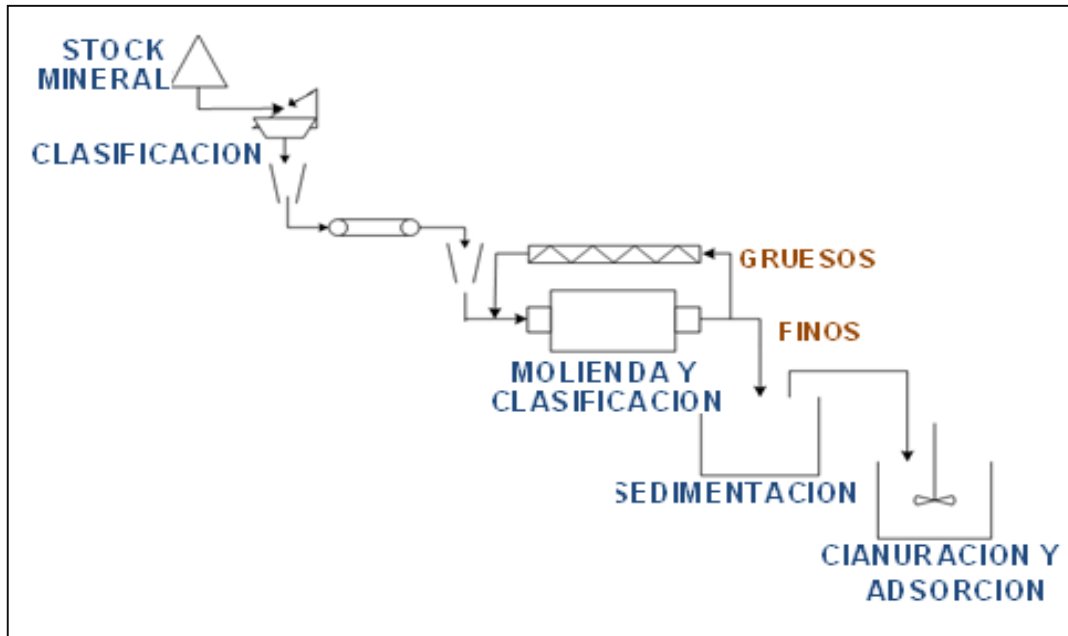 STOCK
MINERAL
CLASIFICACION
GRUESOS
FINOS
MOLIENDA Y
CLASIFICACION
SEDIMENTACION
CIANURACION Y
ADSORCION